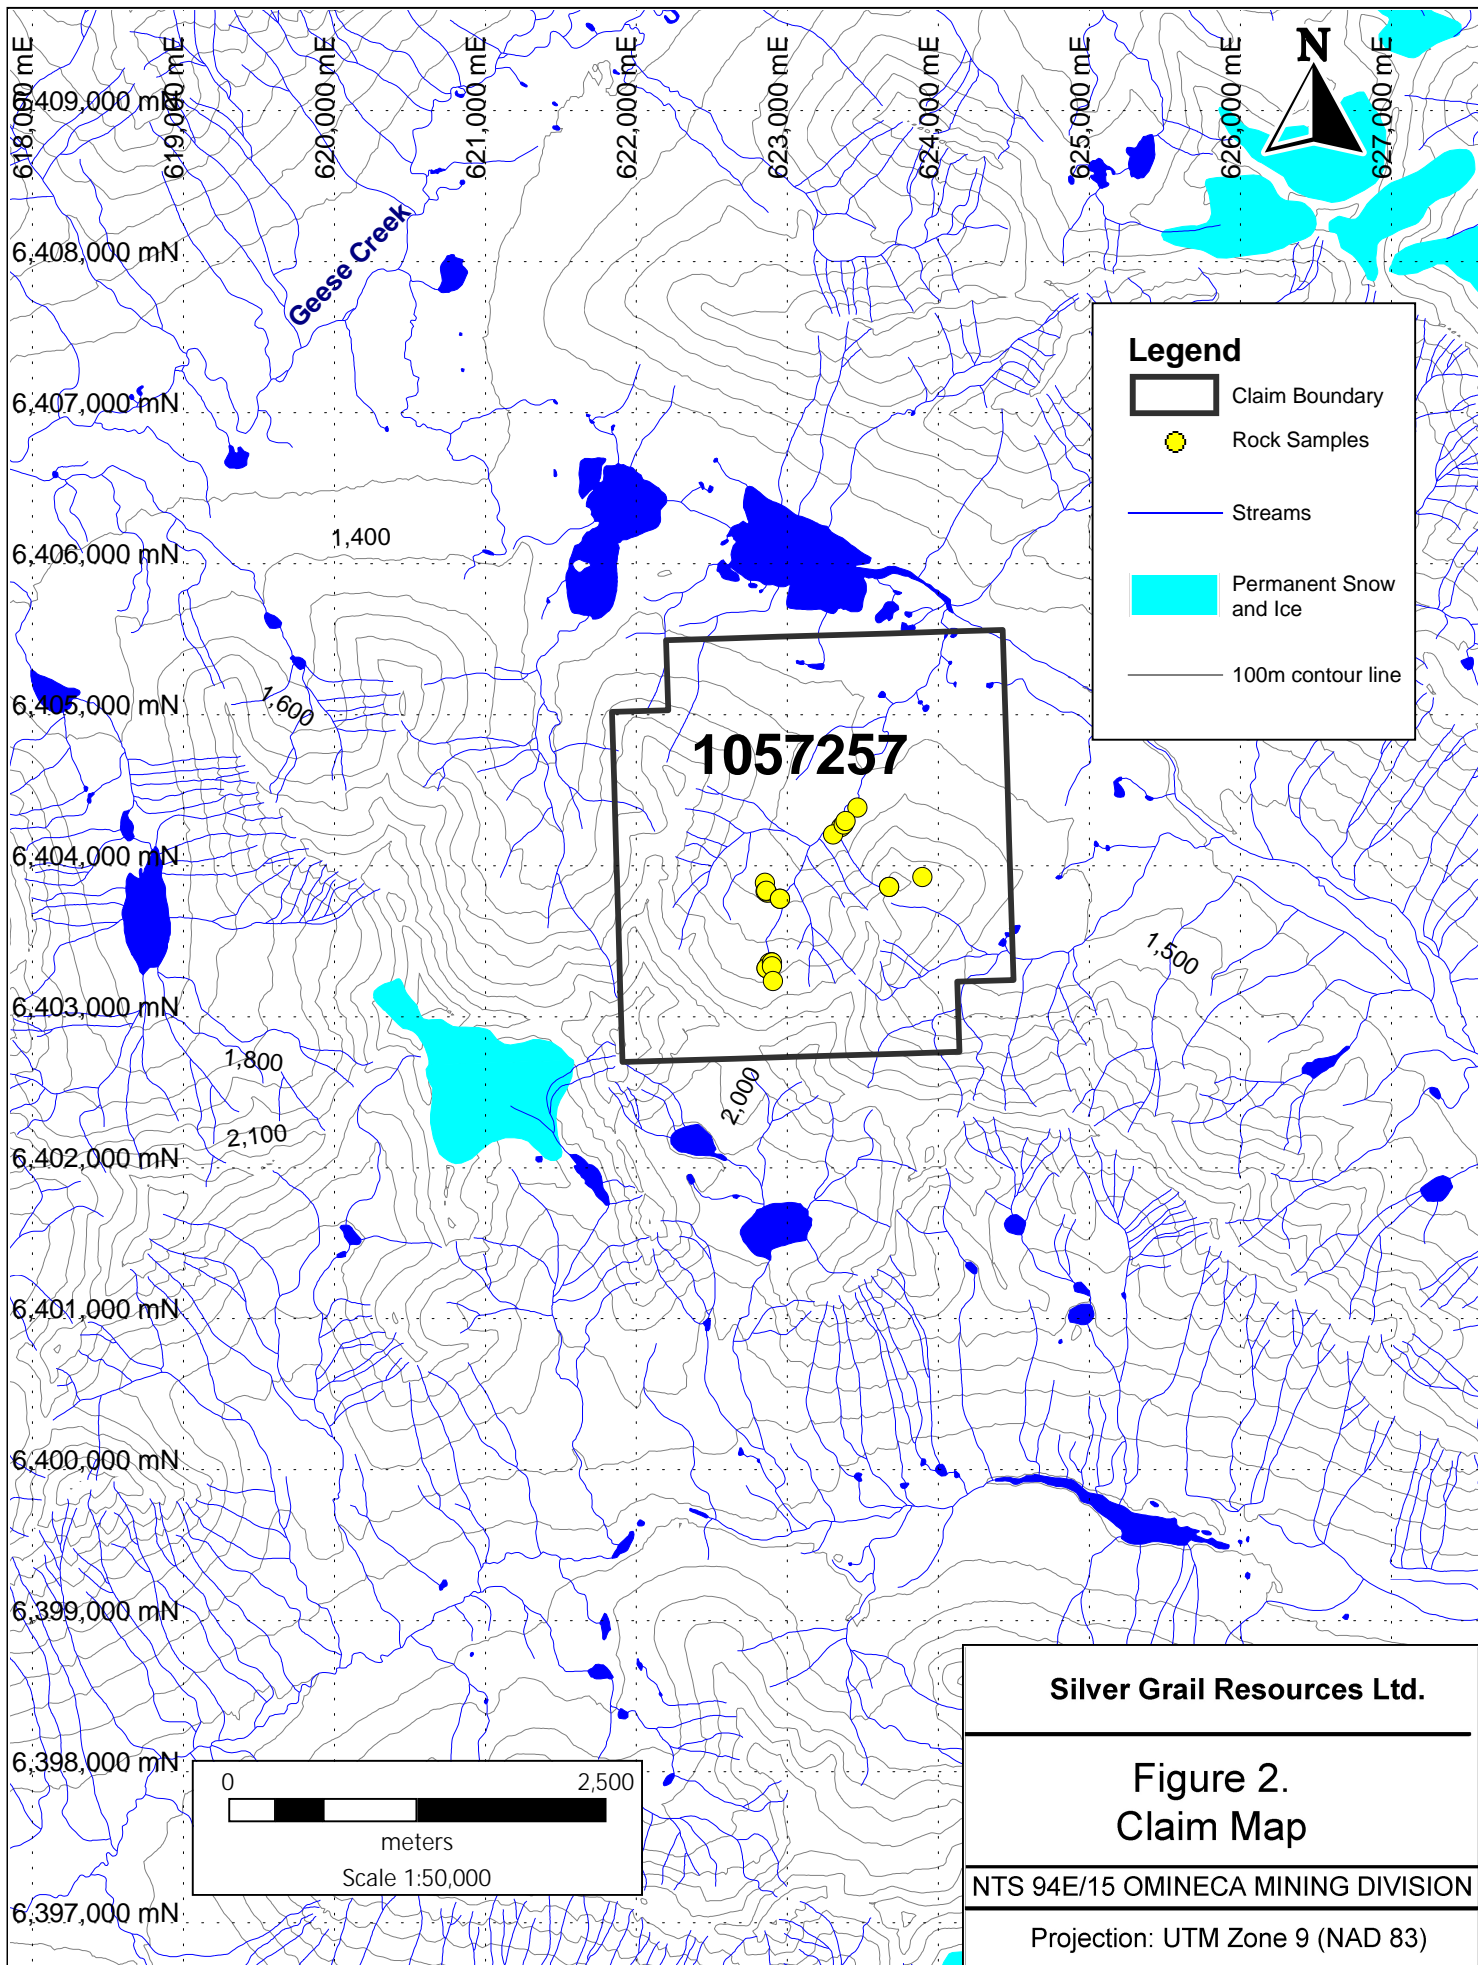 618,000 mE
619,000 mE
620,000 mE
621,000 mE
622,000 mE
623,000 mE
624,000 mE
625,000 mE
626,000 mE
627,000 mE
N
6,409,000 mN
Geese Creek
6,408,000 mN
Legend
Claim Boundary
Rock Samples
Streams
Permanent Snow
and Ice
100m contour line
6,407,000 mN
1,400
6,406,000 mN
1,600
6,405,000 mN
1057257
6,404,000 mN
1,500
6,403,000 mN
1,800
2,000
2,100
6,402,000 mN
6,401,000 mN
6,400,000 mN
6,399,000 mN
6,398,000 mN
6,397,000 mN
0 2,500
meters
Scale 1:50,000
Silver Grail Resources Ltd.
Figure 2.
Claim Map
NTS 94E/15 OMINECA MINING DIVISION
Projection: UTM Zone 9 (NAD 83)